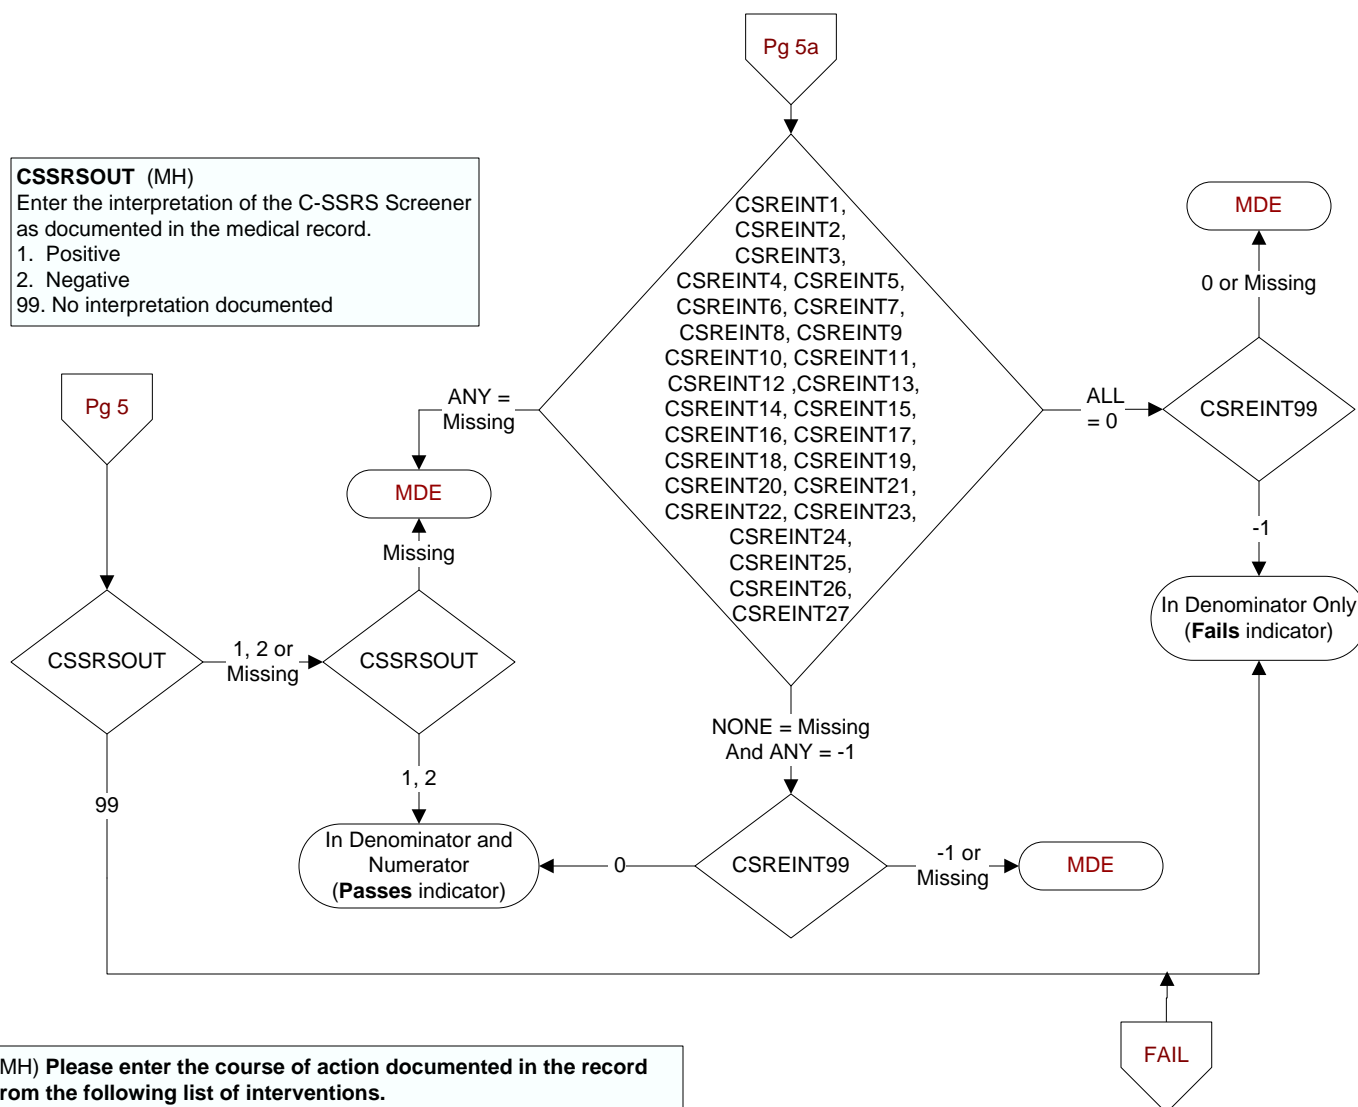 Pg 5a
CSSRSOUT (MH)
Enter the interpretation of the C-SSRS Screener
as documented in the medical record.
1. Positive
2. Negative
99. No interpretation documented
CSREINT1,
CSREINT2,
CSREINT3,
CSREINT4, CSREINT5,
CSREINT6, CSREINT7,
CSREINT8, CSREINT9
CSREINT10, CSREINT11,
CSREINT12 ,CSREINT13,
CSREINT14, CSREINT15,
CSREINT16, CSREINT17,
CSREINT18, CSREINT19,
CSREINT20, CSREINT21,
CSREINT22, CSREINT23,
CSREINT24,
CSREINT25,
CSREINT26,
CSREINT27
MDE
0 or Missing
CSREINT99
ALL
= 0
-1
In Denominator Only
(Fails indicator)
ANY =
Missing
MDE
Missing
Pg 5
CSSRSOUT
1, 2 or
Missing
CSSRSOUT
1, 2
99
In Denominator and
Numerator
(Passes indicator)
NONE = Missing
And ANY = -1
0
CSREINT99
-1 or
Missing
MDE
FAIL
MH) Please enter the course of action documented in the record
rom the following list of interventions.